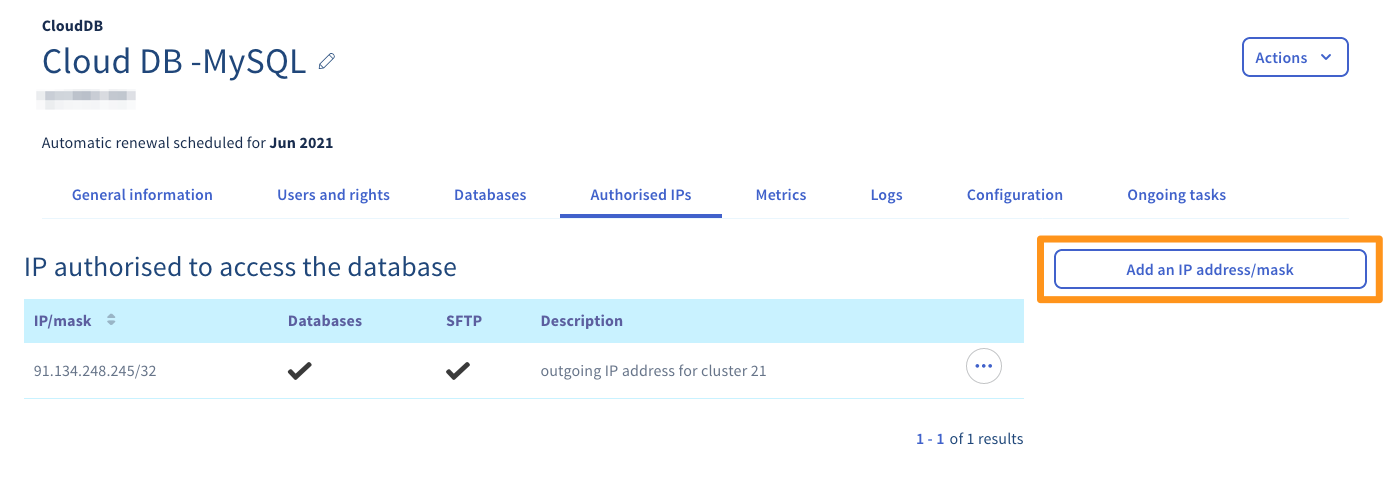 CloudDB
Cloud DB -MySQL
Actions
Automatic renewal scheduled for Jun 2021
General information Users and rights Databases Authorised IPs Metrics Logs Configuration Ongoing tasks
IP authorised to access the database
Add an IP address/mask
IP/mask Databases SFTP Description
91.134.248.245/32 outgoing IP address for cluster 21
1 - 1 of 1 results